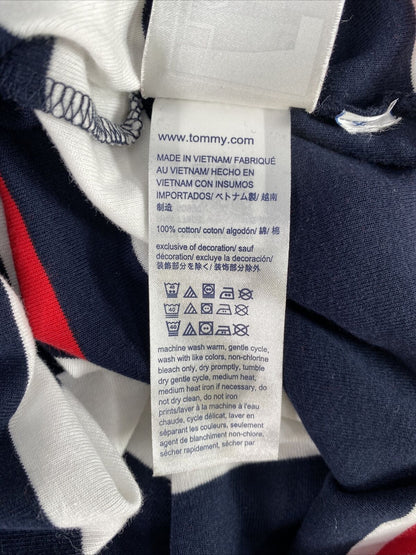 www.tommy.com
MADE IN VIETNAM/ FABRIQUÉ
AU VIETNAM/ HECHO EN
VIETNAM CON INSUMOS
IMPORTADOS/ ベトナム製/ 越南
制造
100% cotton/ coton/ algodón/ 綿/ 棉
exclusive of decoration/ sauf
décoration/ excluye la decoración/
装飾部分を除く/ 装饰部分除外
40
40
machine wash warm, gentle cycle,
wash with like colors, non-chlorine
bleach only, dry promptly, tumble
dry gentle cycle, medium heat,
medium iron if necessary, do
not dry clean, do not iron
prints/laver à la machine à l'eau
chaude, cycle délicat, laver en
séparant les couleurs, seulement
agent de blanchiment non-chlore,
sécher rapidement, sécher par